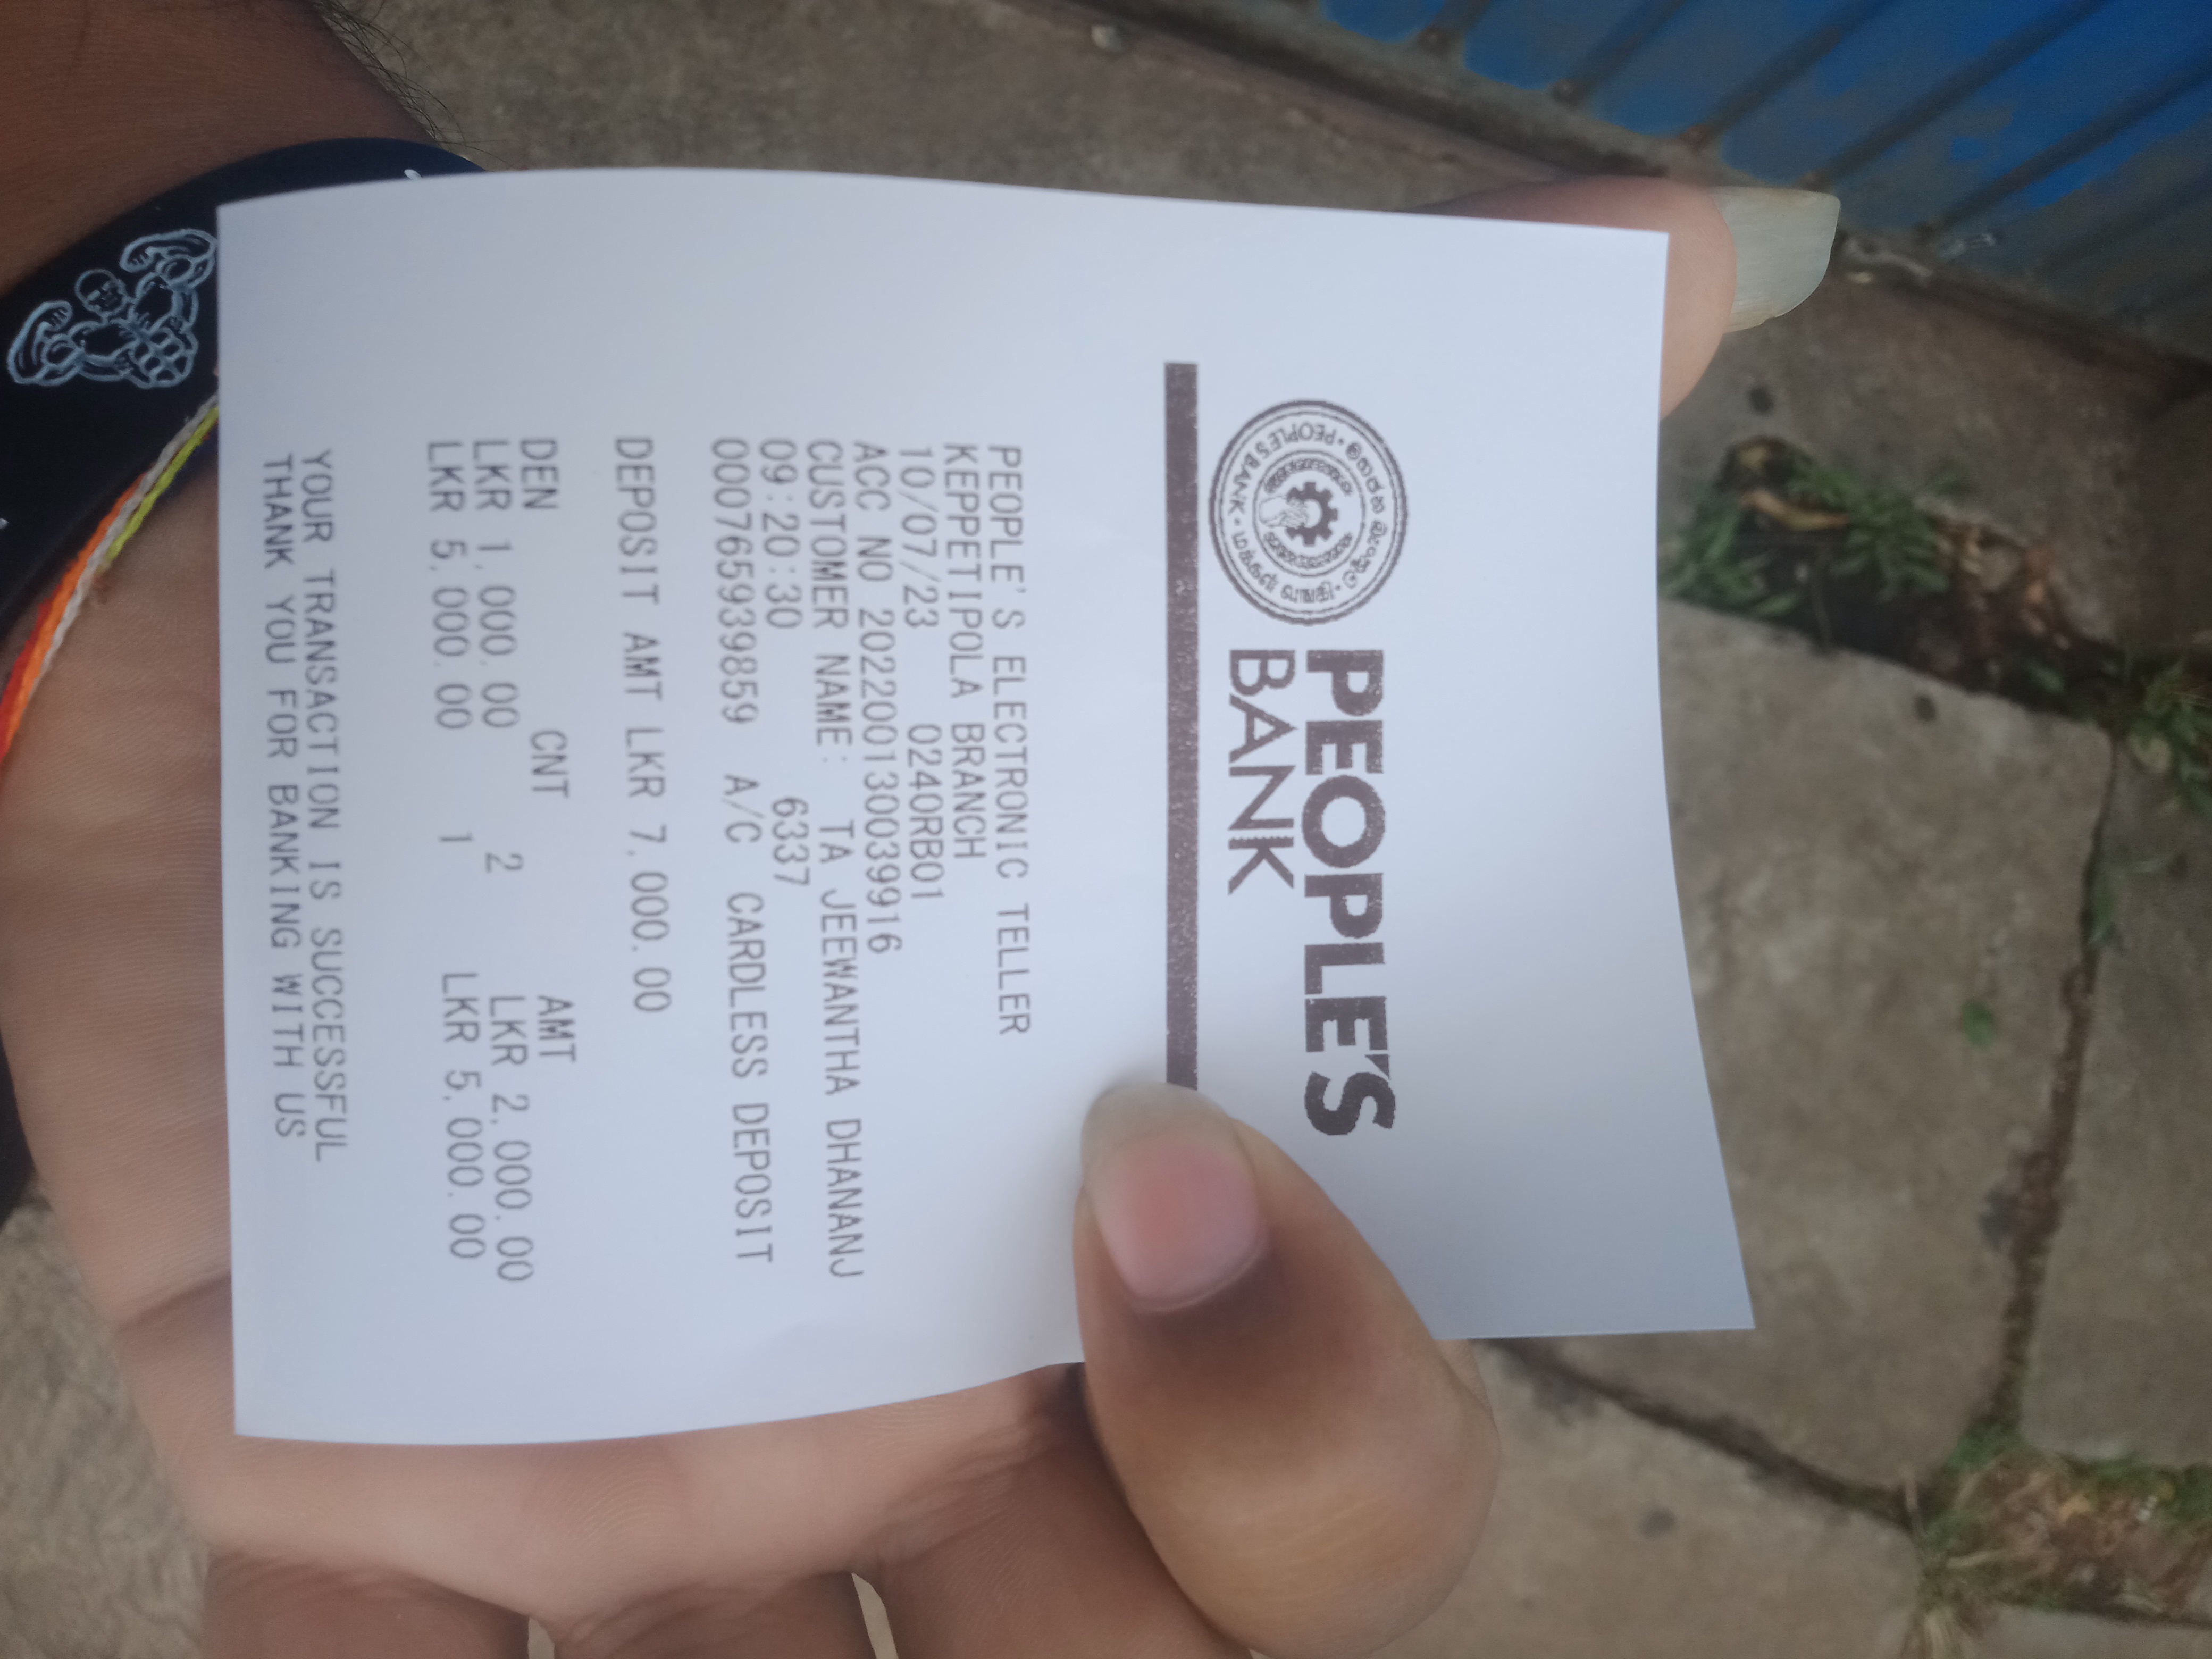 PEOPLE'S
BANK
PEOPLE'S BANK
PEOPLE'S ELECTRONIC TELLER
KEPPETIPOLA BRANCH
10/07/23 0240RB01
ACC NO 202200130039916
CUSTOMER NAME: TA JEEWANTHA DHANANJ
09:20:30 6337
000765939859 A/C CARDLESS DEPOSIT
DEPOSIT AMT LKR 7,000.00
DEN CNT AMT
LKR 1,000.00 2 LKR 2,000.00
LKR 5,000.00 1 LKR 5,000.00
YOUR TRANSACTION IS SUCCESSFUL
THANK YOU FOR BANKING WITH US